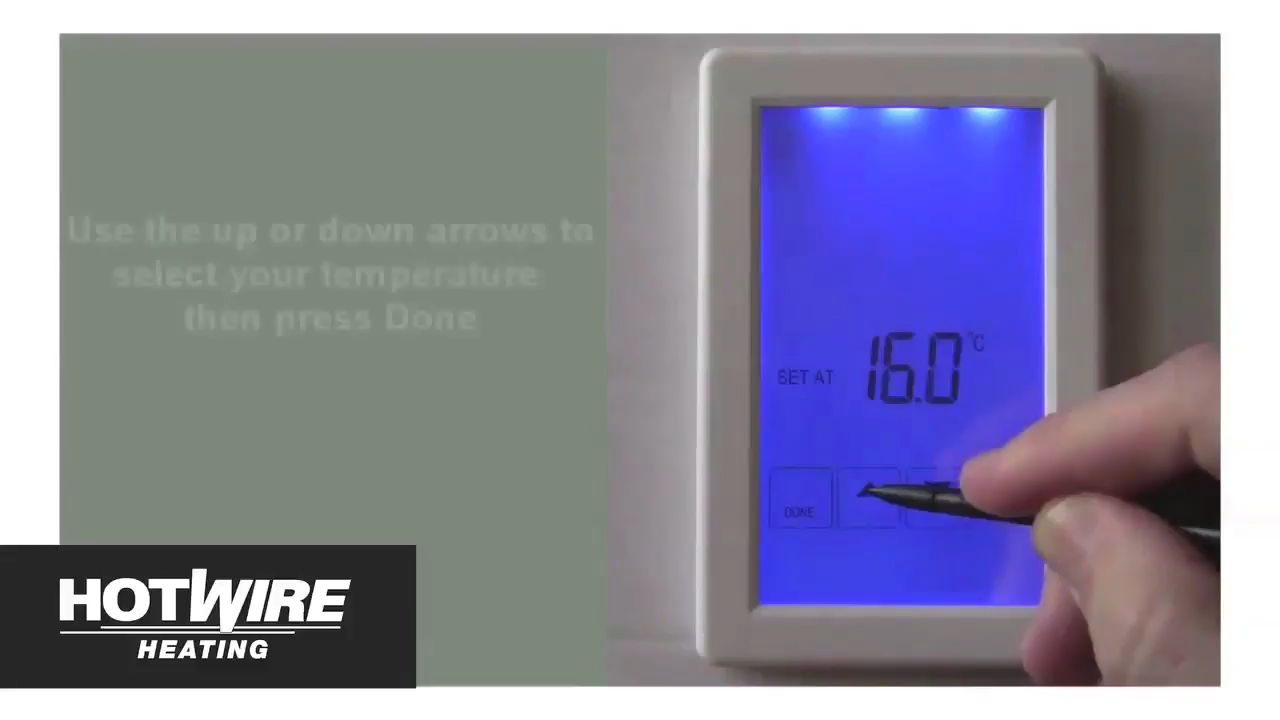 Use the up or down arrows to
select your temperature
then press Done
16.0 °C
SET AT
DONE
HOTWIRE
HEATING